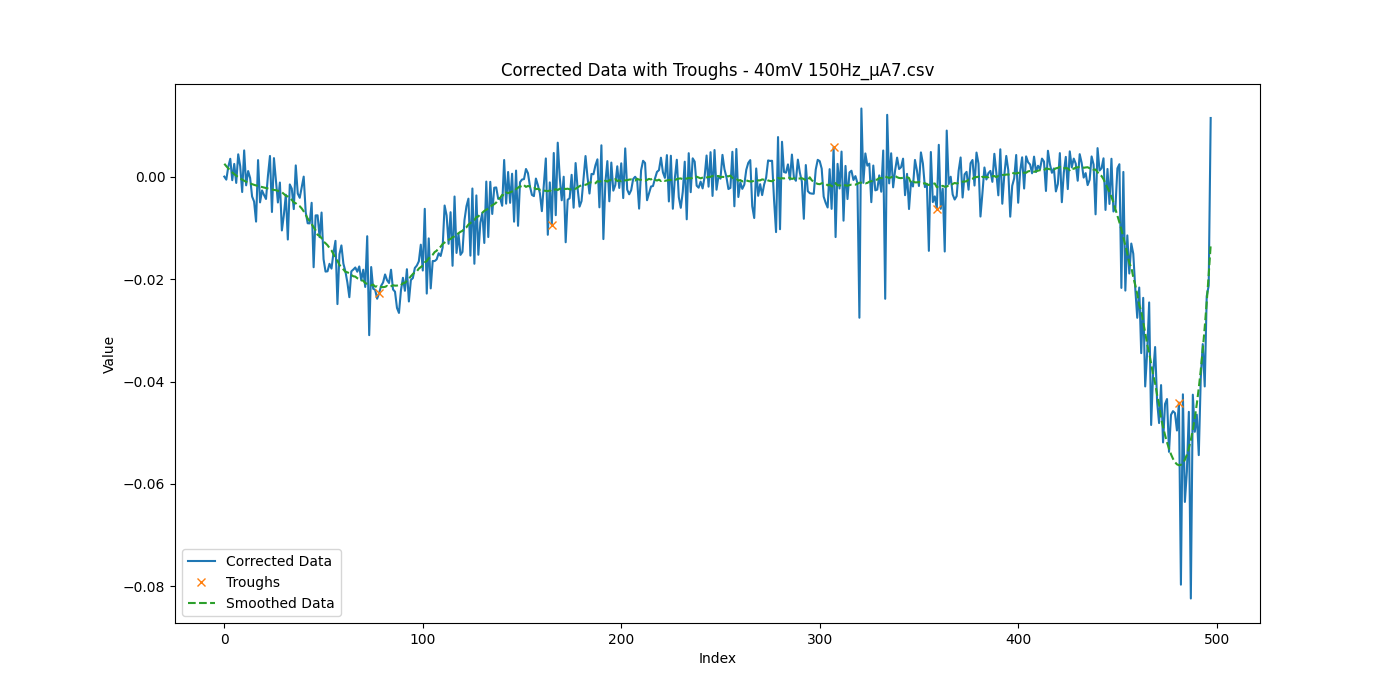 Corrected Data with Troughs - 40mV 150Hz_μA7.csv
Value
0.00
−0.02
−0.04
−0.06
−0.08
Corrected Data
Troughs
Smoothed Data
0 100 200 300 400 500
Index